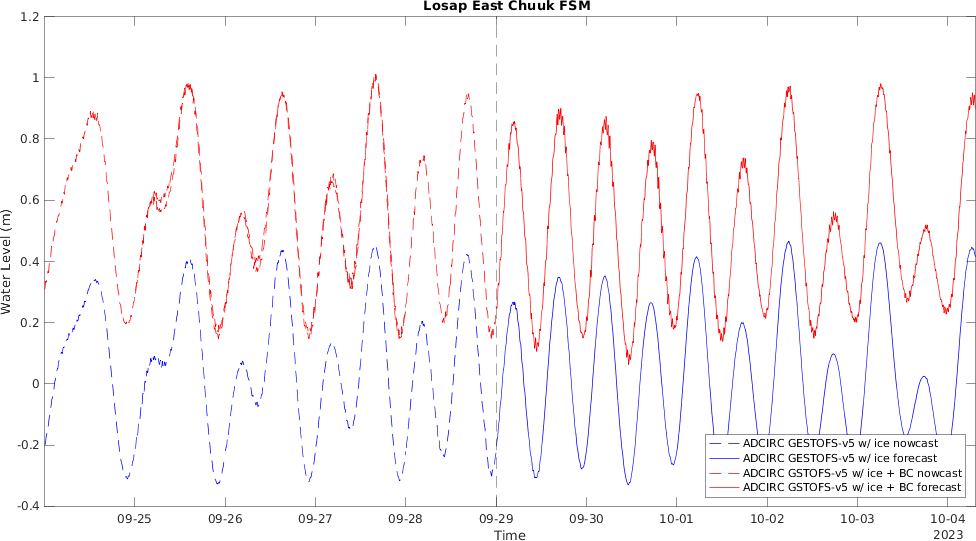 Losap East Chuuk FSM
1.2
1
0.8
0.6
0.4
0.2
0
-0.2
-0.4
Water Level (m)
ADCIRC GESTOFS-v5 w/ ice nowcast
ADCIRC GESTOFS-v5 w/ ice forecast
ADCIRC GSTOFS-v5 w/ ice + BC nowcast
ADCIRC GSTOFS-v5 w/ ice + BC forecast
09-25 09-26 09-27 09-28 09-29 09-30 10-01 10-02 10-03 10-04
Time 2023